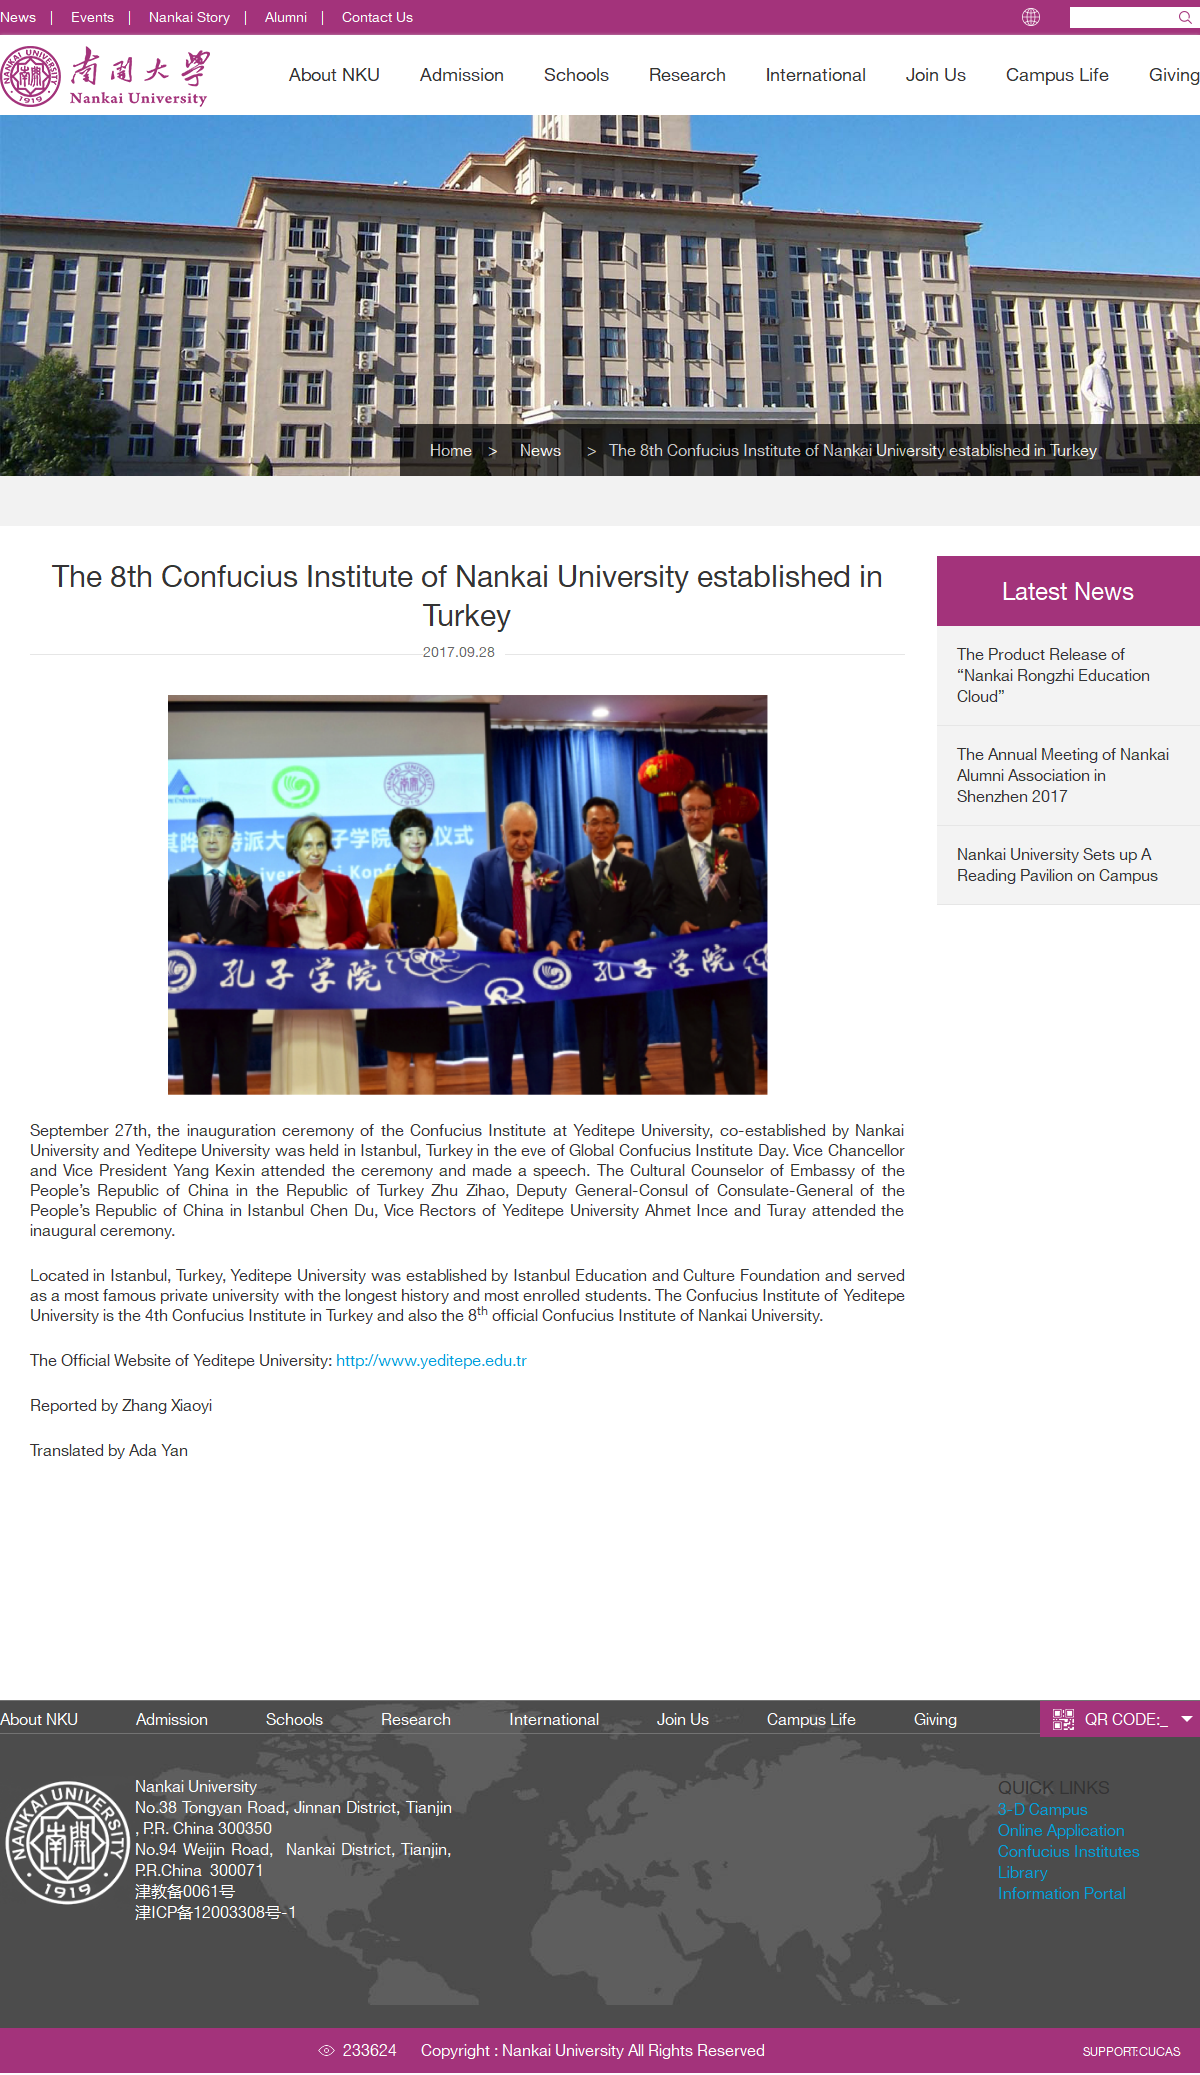 News | Events | Nankai Story | Alumni | Contact Us
NANKAI UNIVERSITY
1919
南開大學
Nankai University
About NKU Admission Schools Research International Join Us Campus Life Giving
Home > News > The 8th Confucius Institute of Nankai University established in Turkey
The 8th Confucius Institute of Nankai University established in
Turkey
2017.09.28
孔子学院
孔子学院
September 27th, the inauguration ceremony of the Confucius Institute at Yeditepe University, co-established by Nankai
University and Yeditepe University was held in Istanbul, Turkey in the eve of Global Confucius Institute Day. Vice Chancellor
and Vice President Yang Kexin attended the ceremony and made a speech. The Cultural Counselor of Embassy of the
People’s Republic of China in the Republic of Turkey Zhu Zihao, Deputy General-Consul of Consulate-General of the
People’s Republic of China in Istanbul Chen Du, Vice Rectors of Yeditepe University Ahmet Ince and Turay attended the
inaugural ceremony.
Located in Istanbul, Turkey, Yeditepe University was established by Istanbul Education and Culture Foundation and served
as a most famous private university with the longest history and most enrolled students. The Confucius Institute of Yeditepe
University is the 4th Confucius Institute in Turkey and also the 8th official Confucius Institute of Nankai University.
The Official Website of Yeditepe University: http://www.yeditepe.edu.tr
Reported by Zhang Xiaoyi
Translated by Ada Yan
Latest News
The Product Release of
“Nankai Rongzhi Education
Cloud”
The Annual Meeting of Nankai
Alumni Association in
Shenzhen 2017
Nankai University Sets up A
Reading Pavilion on Campus
About NKU Admission Schools Research International Join Us Campus Life Giving
QR CODE:_
NANKAI UNIVERSITY
1919
Nankai University
No.38 Tongyan Road, Jinnan District, Tianjin
, P.R. China 300350
No.94 Weijin Road, Nankai District, Tianjin,
P.R.China 300071
津教备0061号
津ICP备12003308号-1
QUICK LINKS
3-D Campus
Online Application
Confucius Institutes
Library
Information Portal
233624 Copyright : Nankai University All Rights Reserved
SUPPORT:CUCAS